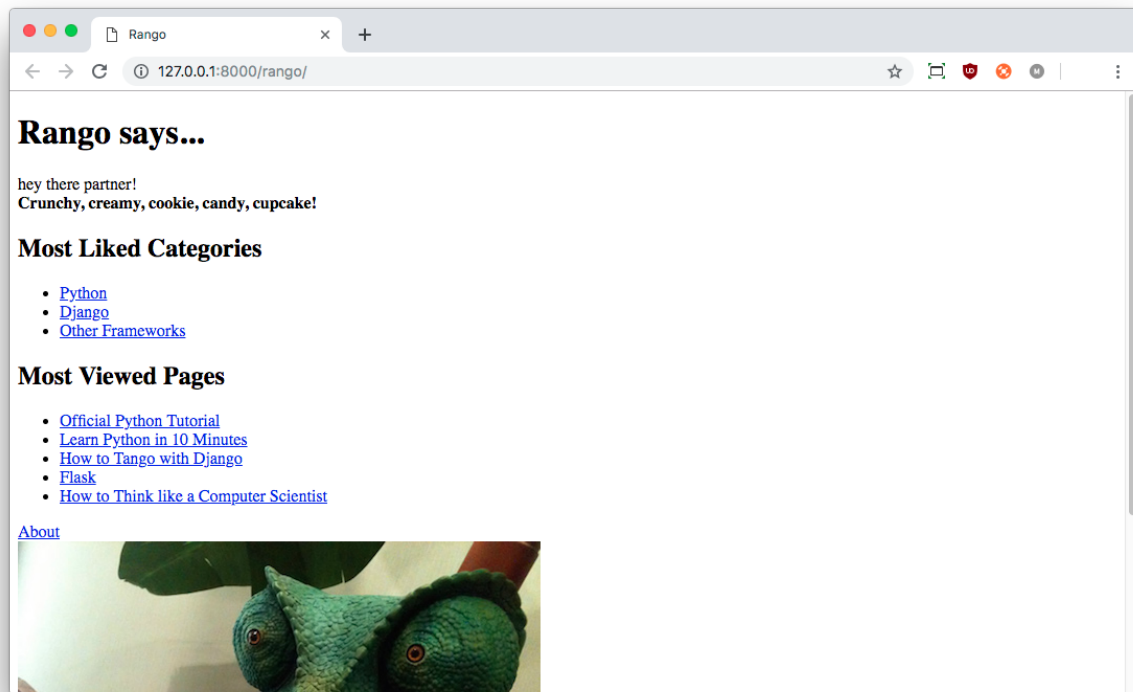 Rango
127.0.0.1:8000/rango/
Rango says...
hey there partner!
Crunchy, creamy, cookie, candy, cupcake!
Most Liked Categories
Python
Django
Other Frameworks
Most Viewed Pages
Official Python Tutorial
Learn Python in 10 Minutes
How to Tango with Django
Flask
How to Think like a Computer Scientist
About